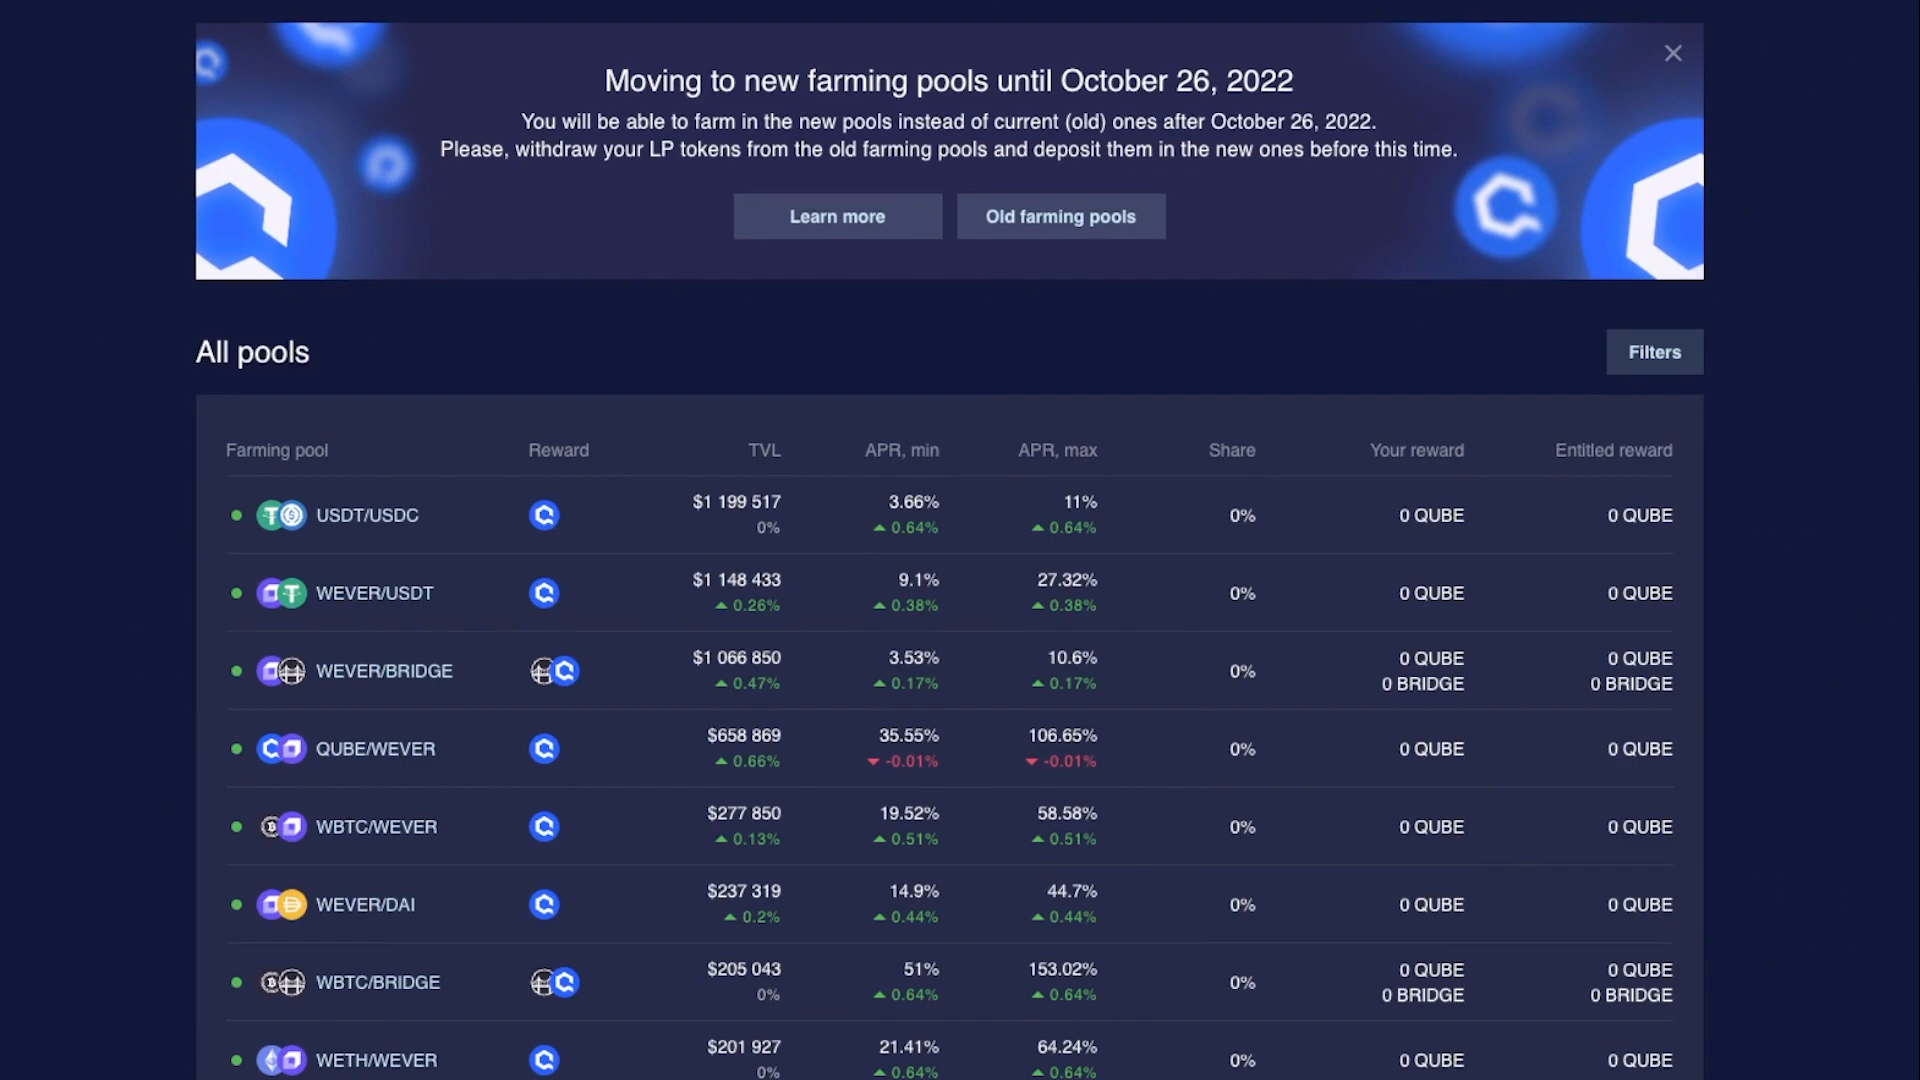 Moving to new farming pools until October 26, 2022
You will be able to farm in the new pools instead of current (old) ones after October 26, 2022.
Please, withdraw your LP tokens from the old farming pools and deposit them in the new ones before this time.
Learn more Old farming pools
All pools Filters
Farming pool Reward TVL APR, min APR, max Share Your reward Entitled reward
$1 199 517 3.66% 11%
USDT/USDC 0% 0 QUBE 0 QUBE
0% 0.64% 0.64%
$1 148 433 9.1% 27.32%
WEVER/USDT 0% 0 QUBE 0 QUBE
0.26% 0.38% 0.38%
$1 066 850 3.53% 10.6% 0 QUBE 0 QUBE
WEVER/BRIDGE 0%
0.47% 0.17% 0.17% 0 BRIDGE 0 BRIDGE
$658 869 35.55% 106.65%
QUBE/WEVER 0% 0 QUBE 0 QUBE
0.66% -0.01% -0.01%
$277 850 19.52% 58.58%
WBTC/WEVER 0% 0 QUBE 0 QUBE
0.13% 0.51% 0.51%
$237 319 14.9% 44.7%
WEVER/DAI 0% 0 QUBE 0 QUBE
0.2% 0.44% 0.44%
$205 043 51% 153.02% 0 QUBE 0 QUBE
WBTC/BRIDGE 0%
0% 0.64% 0.64% 0 BRIDGE 0 BRIDGE
$201 927 21.41% 64.24%
WETH/WEVER 0% 0 QUBE 0 QUBE
0% 0.64% 0.64%